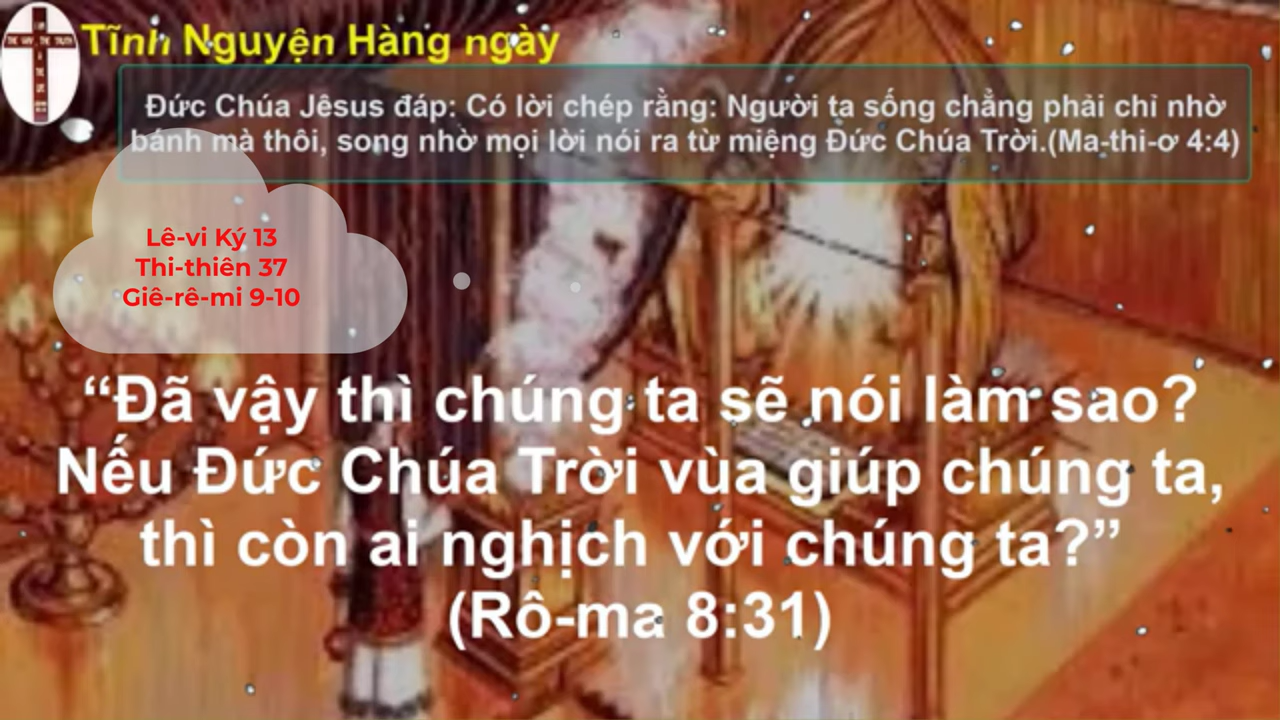 Tĩnh Nguyện Hàng ngày
Đức Chúa Jêsus đáp: Có lời chép rằng: Người ta sống chẳng phải chỉ nhờ
bánh mà thôi, song nhờ mọi lời nói ra từ miệng Đức Chúa Trời.(Ma-thi-ơ 4:4)
Lê-vi Ký 13
Thi-thiên 37
Giê-rê-mi 9-10
“Đã vậy thì chúng ta sẽ nói làm sao?
Nếu Đức Chúa Trời vùa giúp chúng ta,
thì còn ai nghịch với chúng ta?”
(Rô-ma 8:31)